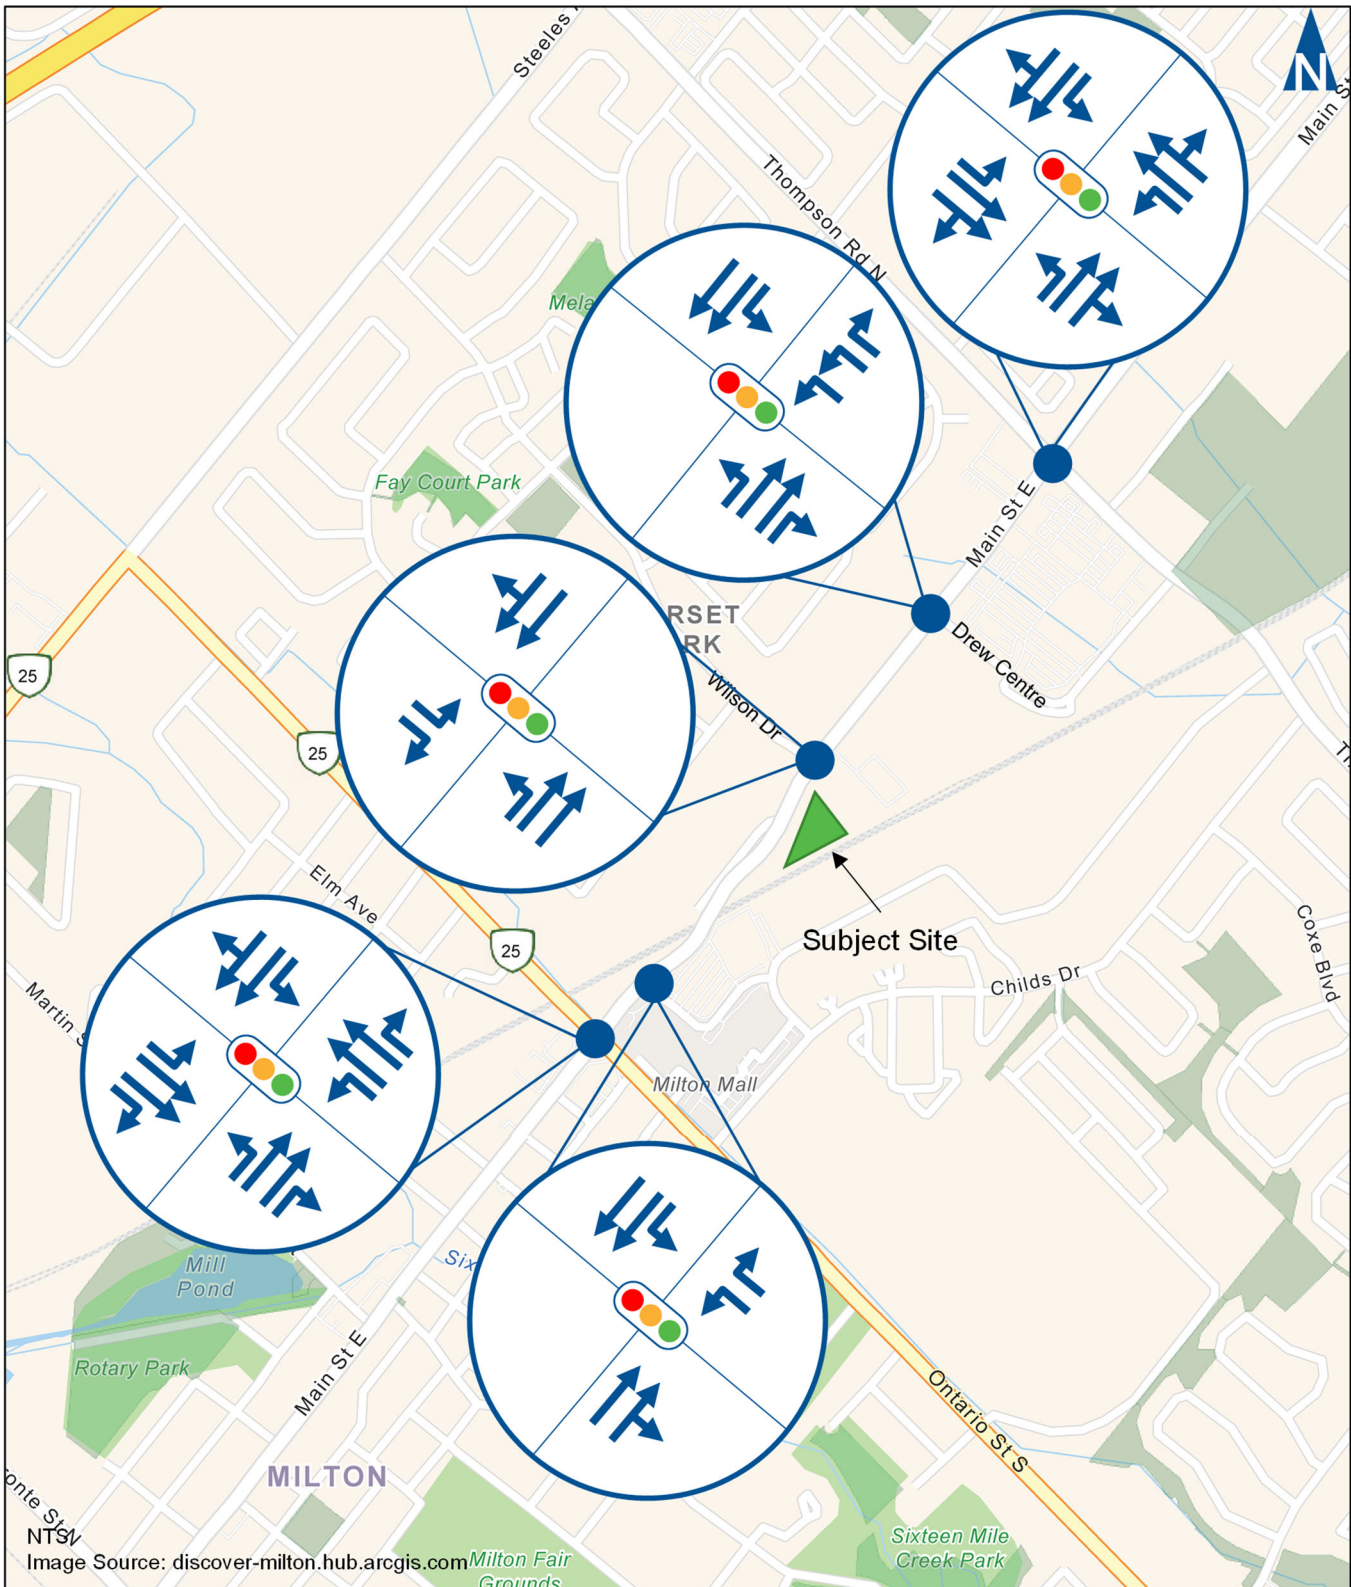 Steeles
N
Main St
Thompson Rd N
Mela
Fay Court Park
Main St E
RSET
RK
Drew Centre
Wilson Dr
25
25
Elm Ave
25
Subject Site
Childs Dr
Coxe Blvd
Martin S
Milton Mall
Mill
Pond
Six
Rotary Park
Main St E
Ontario St S
MILTON
onte St N
NTS
Sixteen Mile
Creek Park
Image Source: discover-milton.hub.arcgis.com
Milton Fair
Grounds